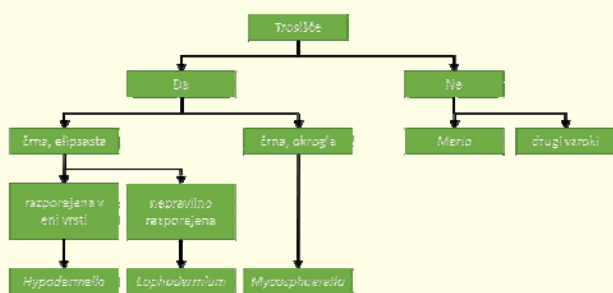 Trosišče
Da
Ne
črna, elipsasta
črna, okrogla
Meria
drugi vzroki
razporejena v
eni vrsti
nepravilno
razporejena
Hypodermella
Lophodermium
Mycosphaerella